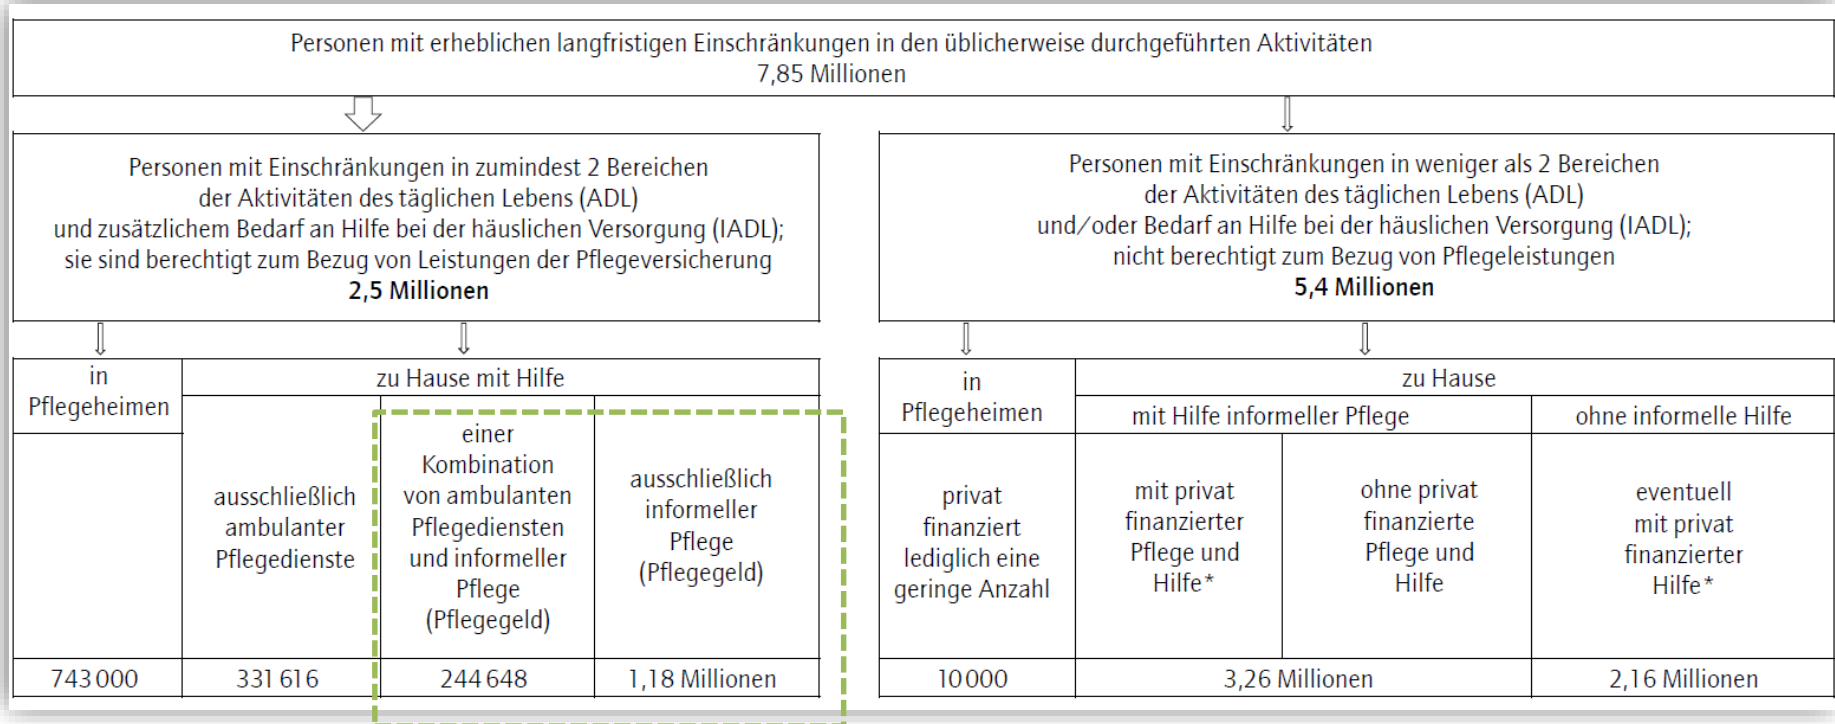 Personen mit erheblichen langfristigen Einschränkungen in den üblicherweise durchgeführten Aktivitäten
7,85 Millionen
Personen mit Einschränkungen in zumindest 2 Bereichen
der Aktivitäten des täglichen Lebens (ADL)
und zusätzlichem Bedarf an Hilfe bei der häuslichen Versorgung (IADL);
sie sind berechtigt zum Bezug von Leistungen der Pflegeversicherung
2,5 Millionen
Personen mit Einschränkungen in weniger als 2 Bereichen
der Aktivitäten des täglichen Lebens (ADL)
und/oder Bedarf an Hilfe bei der häuslichen Versorgung (IADL);
nicht berechtigt zum Bezug von Pflegeleistungen
5,4 Millionen
in
Pflegeheimen
zu Hause mit Hilfe
ausschließlich
ambulanter
Pflegedienste
einer
Kombination
von ambulanten
Pflegediensten
und informeller
Pflege
(Pflegegeld)
ausschließlich
informeller
Pflege
(Pflegegeld)
743 000
331 616
244 648
1,18 Millionen
in
Pflegeheimen
zu Hause
mit Hilfe informeller Pflege
ohne informelle Hilfe
privat
finanziert
lediglich eine
geringe Anzahl
mit privat
finanzierter
Pflege und
Hilfe*
ohne privat
finanzierte
Pflege und
Hilfe
eventuell
mit privat
finanzierter
Hilfe*
10 000
3,26 Millionen
2,16 Millionen